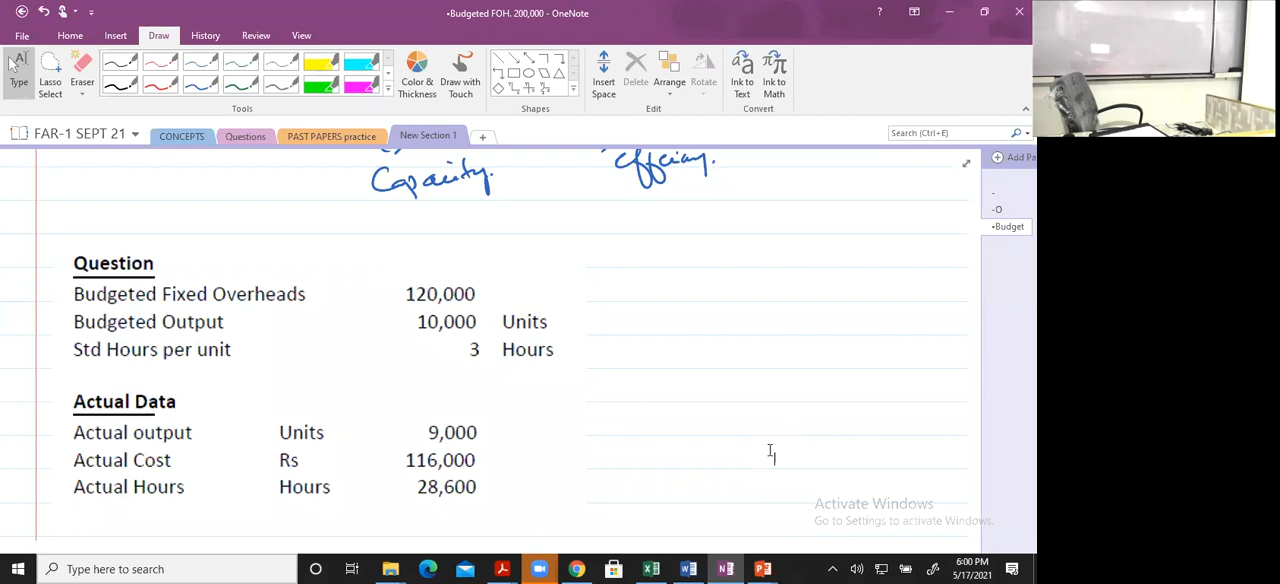 •Budgeted FOH. 200,000 - OneNote
?
File Home Insert Draw History Review View
Type
Lasso Select
Eraser
Color & Thickness
Draw with Touch
Insert Space
Delete
Arrange
Rotate
Ink to Text
Ink to Math
Tools
Shapes
Edit
Convert
FAR-1 SEPT 21
CONCEPTS
Questions
PAST PAPERS practice
New Section 1
+
Search (Ctrl+E)
Add Pa
-
-O
•Budget
Capacity.
Question
Budgeted Fixed Overheads 120,000
Budgeted Output 10,000 Units
Std Hours per unit 3 Hours
Actual Data
Actual output Units 9,000
Actual Cost Rs 116,000
Actual Hours Hours 28,600
Activate Windows
Go to Settings to activate Windows.
Type here to search
6:00 PM
5/17/2021